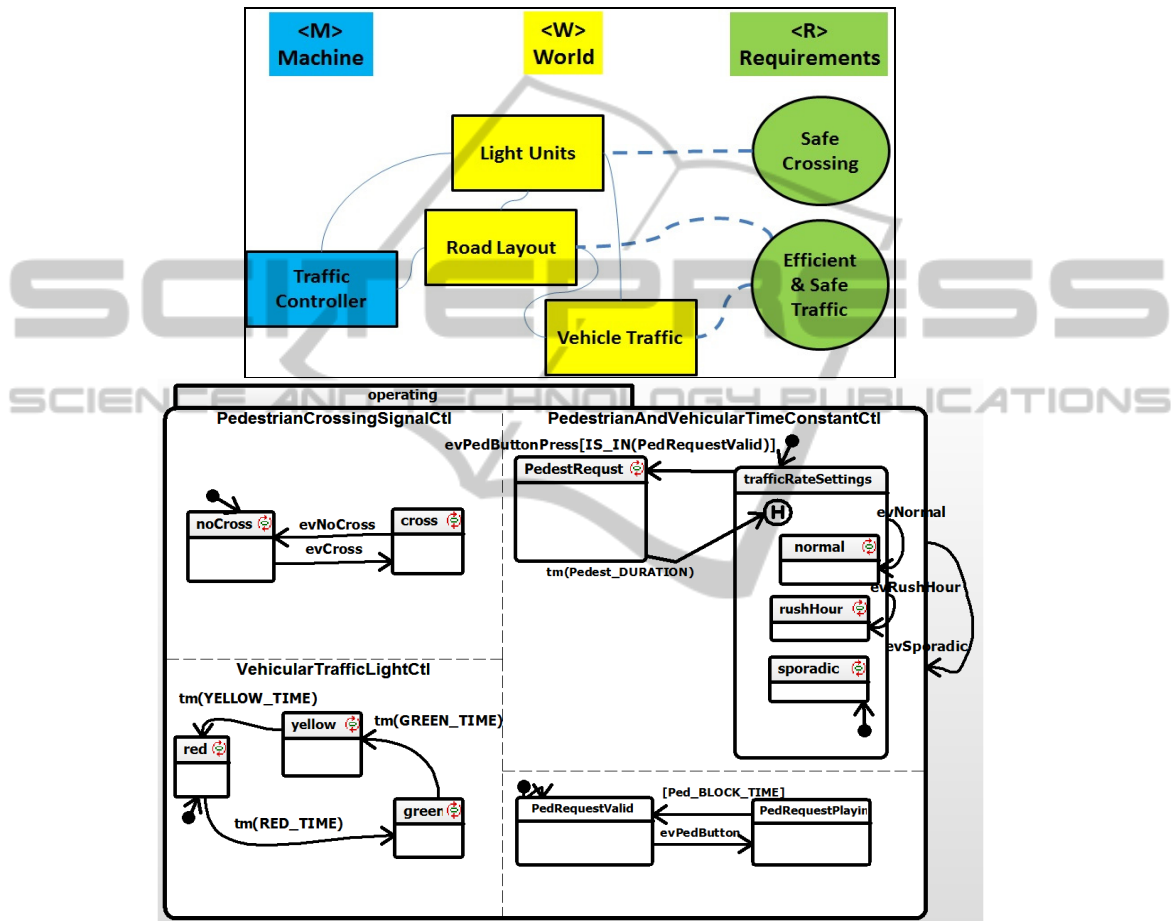 <M>
Machine
<W>
World
<R>
Requirements
Light Units
Safe
Crossing
Road Layout
Traffic
Controller
Efficient
& Safe
Traffic
Vehicle Traffic
SCITEPRESS
SCIENCE AND TECHNOLOGY PUBLICATIONS
operating
PedestrianCrossingSignalCtl
PedestrianAndVehicularTimeConstantCtl
evPedButtonPress[IS_IN(PedRequestValid)]
PedestRequst
trafficRateSettings
H
evNormal
noCross
evNoCross
cross
evCross
normal
tm(Pedest_DURATION)
evRushHour
rushHour
evSporadic
sporadic
VehicularTrafficLightCtl
tm(YELLOW_TIME)
yellow
tm(GREEN_TIME)
red
green
tm(RED_TIME)
PedRequestValid
[Ped_BLOCK_TIME]
PedRequestPlayin
evPedButton